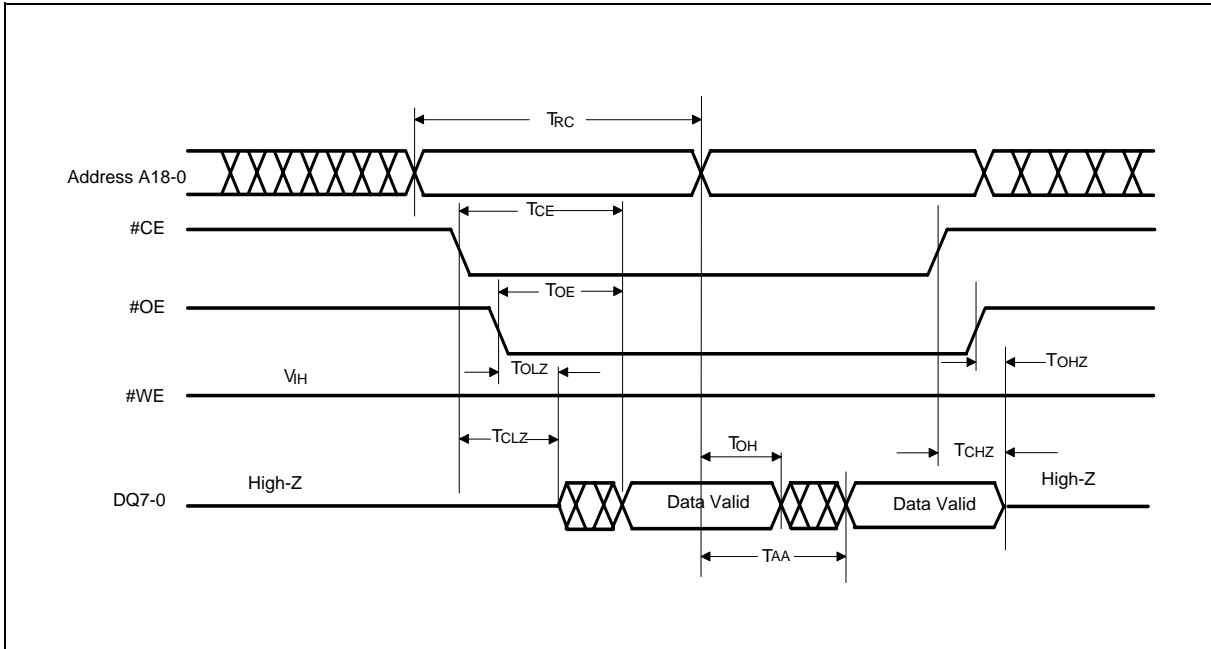 TRC
Address A18-0
TCE
#CE
TOE
#OE
TOLZ
TOHZ
VIH
#WE
TCLZ
TOH
TCHZ
High-Z
High-Z
DQ7-0
Data Valid
Data Valid
TAA